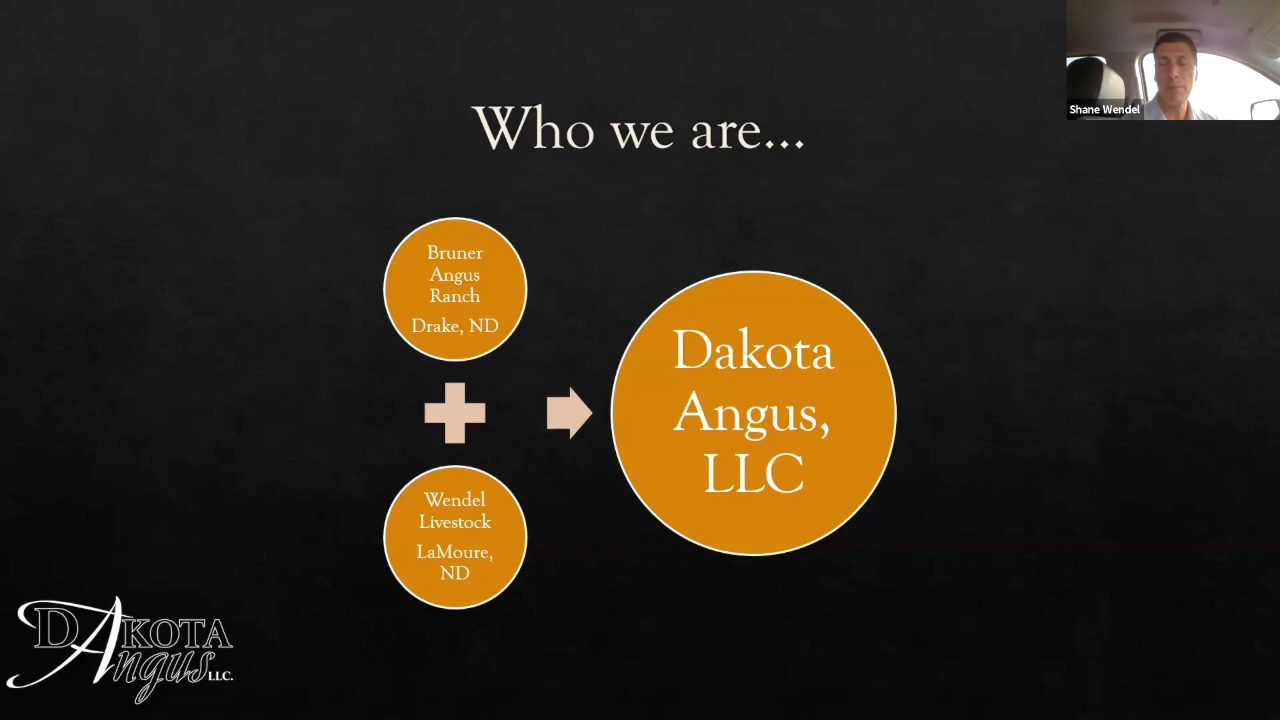 Shane Wendel
Who we are...
Bruner
Angus
Ranch
Drake, ND
Wendel
Livestock
LaMoure,
ND
Dakota
Angus,
LLC
DAKOTA
Angus LLC.